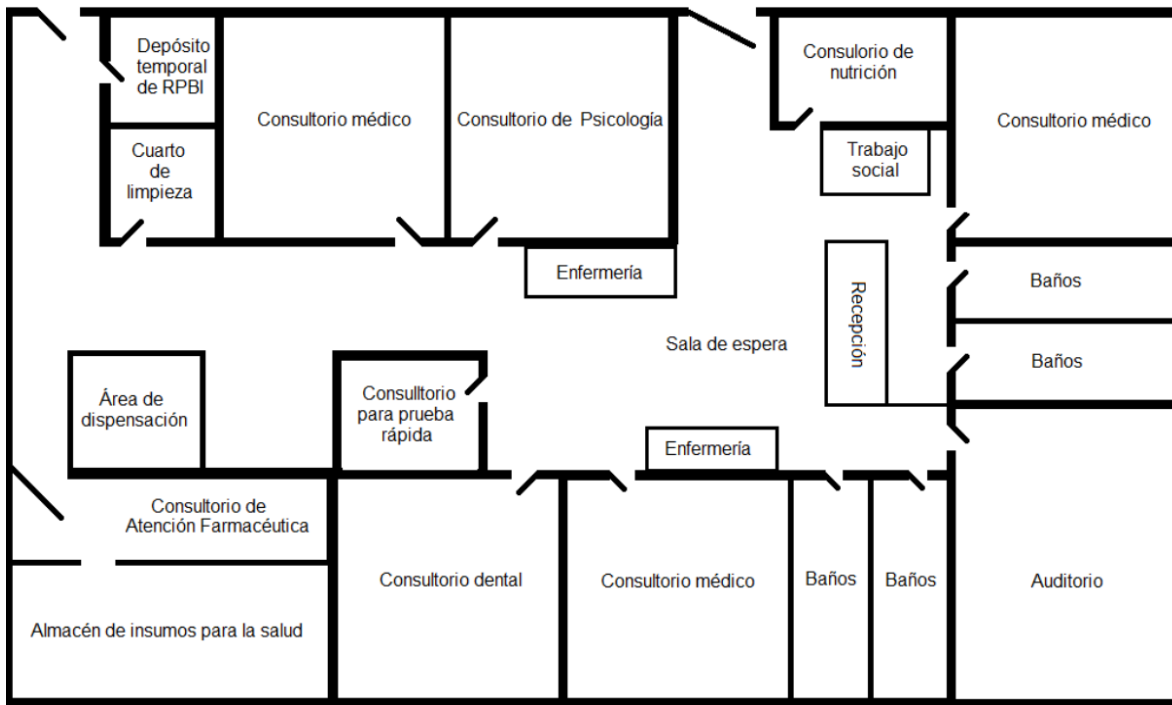 Depósito
temporal
de RPBI
Consultorio médico
Consultorio de Psicología
Consulorio de
nutrición
Consultorio médico
Cuarto
de
limpieza
Trabajo
social
Enfermería
Baños
Recepción
Sala de espera
Baños
Área de
dispensación
Consulltorio
para prueba
rápida
Enfermería
Consultorio de
Atención Farmacéutica
Consultorio dental
Consultorio médico
Baños
Baños
Auditorio
Almacén de insumos para la salud